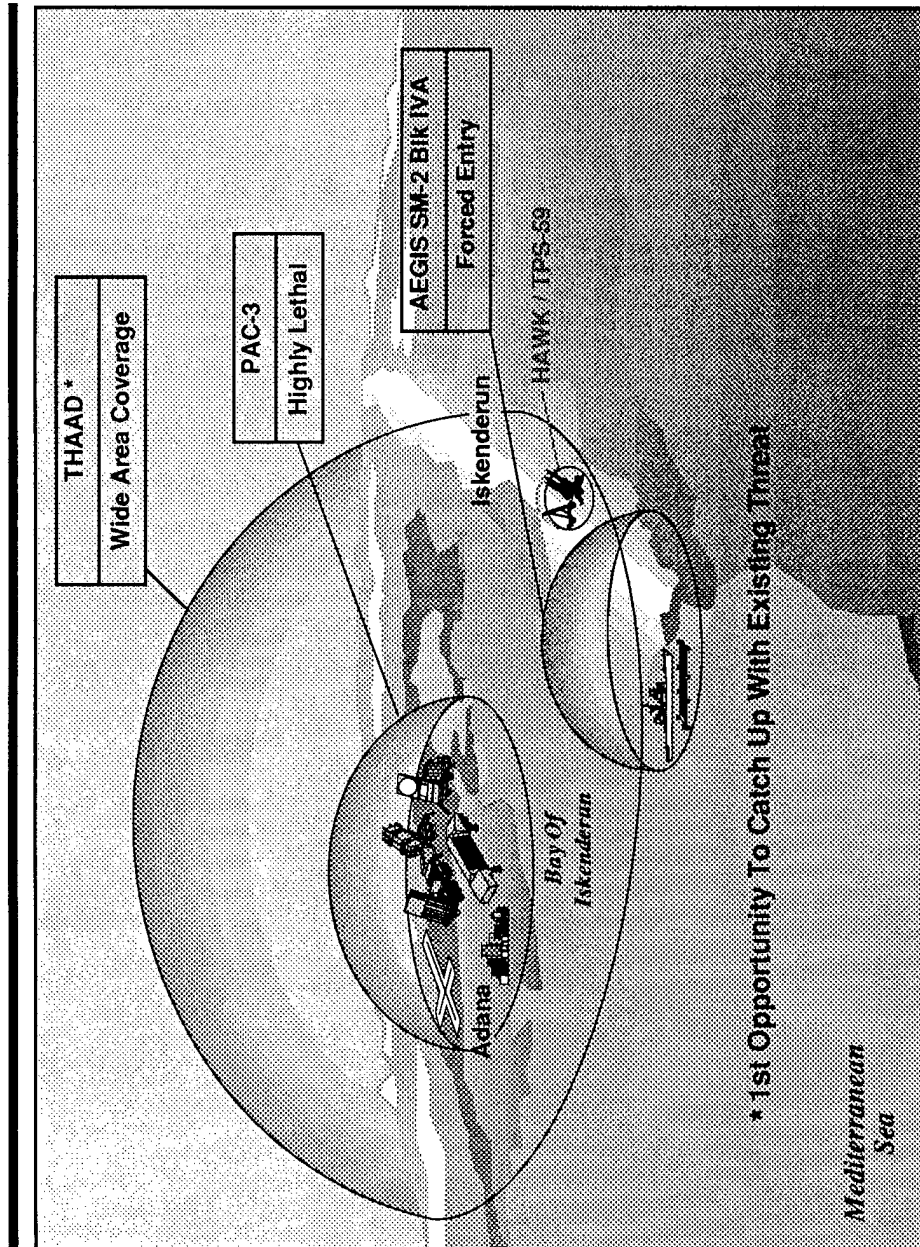 THAAD *
Wide Area Coverage
PAC-3
Highly Lethal
AEGIS SM-2 Blk IVA
Forced Entry
Iskenderun
HAWK / TPS-59
Adana
Bay Of
Iskenderun
* 1st Opportunity To Catch Up With Existing Threat
Mediterranean
Sea